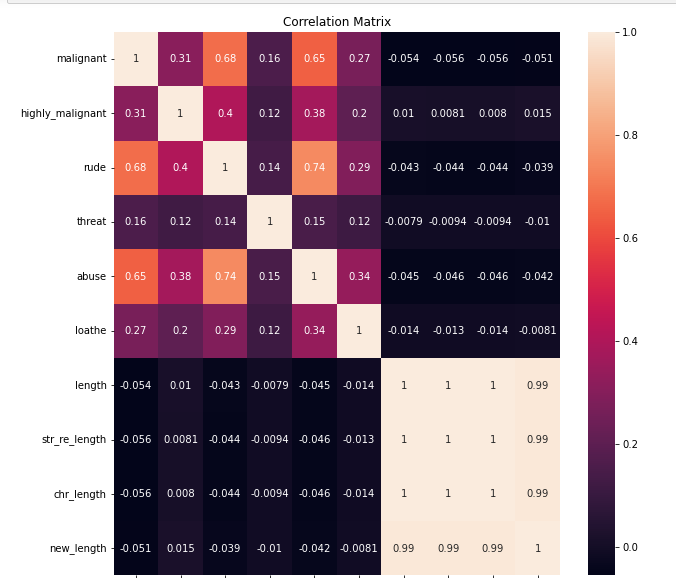 Correlation Matrix
malignant 1 0.31 0.68 0.16 0.65 0.27 -0.054 -0.056 -0.056 -0.051
highly_malignant 0.31 1 0.4 0.12 0.38 0.2 0.01 0.0081 0.008 0.015
rude 0.68 0.4 1 0.14 0.74 0.29 -0.043 -0.044 -0.044 -0.039
threat 0.16 0.12 0.14 1 0.15 0.12 -0.0079 -0.0094 -0.0094 -0.01
abuse 0.65 0.38 0.74 0.15 1 0.34 -0.045 -0.046 -0.046 -0.042
loathe 0.27 0.2 0.29 0.12 0.34 1 -0.014 -0.013 -0.014 -0.0081
length -0.054 0.01 -0.043 -0.0079 -0.045 -0.014 1 1 1 0.99
str_re_length -0.056 0.0081 -0.044 -0.0094 -0.046 -0.013 1 1 1 0.99
chr_length -0.056 0.008 -0.044 -0.0094 -0.046 -0.014 1 1 1 0.99
new_length -0.051 0.015 -0.039 -0.01 -0.042 -0.0081 0.99 0.99 0.99 1
1.0
0.8
0.6
0.4
0.2
0.0